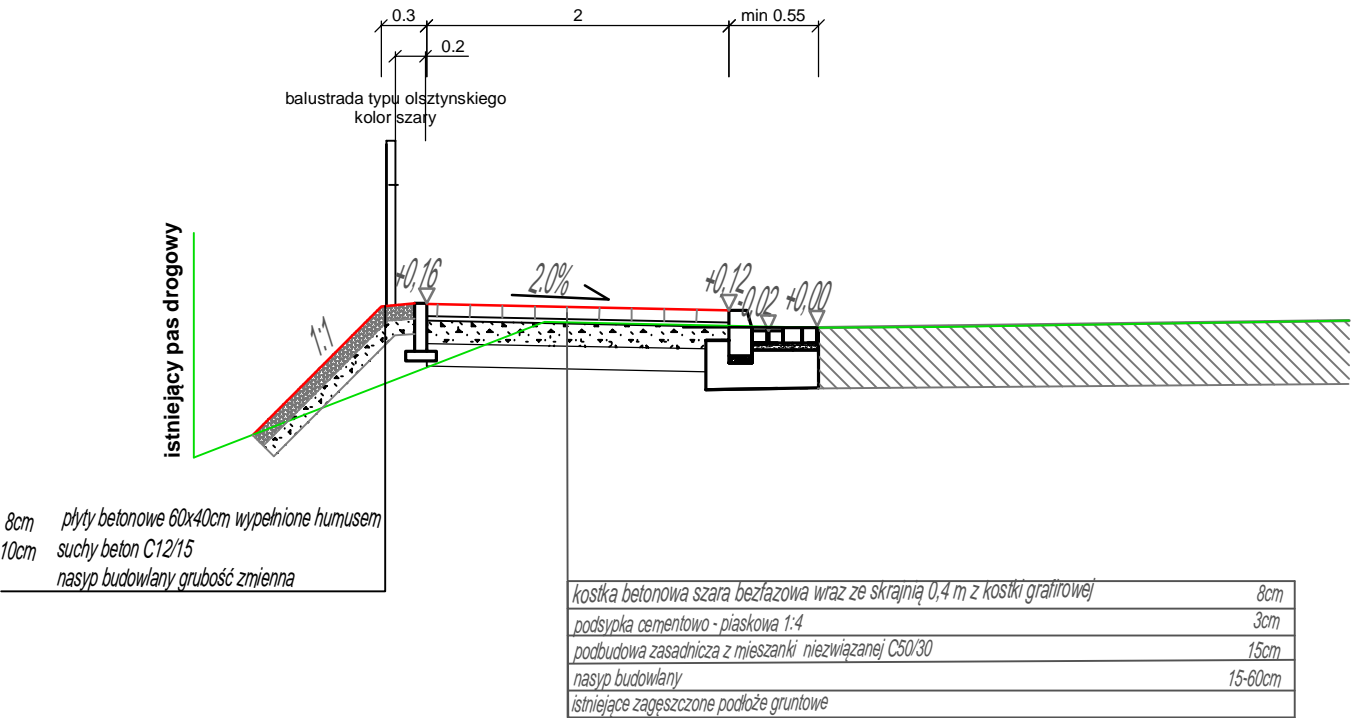 0.3
2
min 0.55
0.2
balustrada typu olsztynskiego
kolor szary
istniejący pas drogowy
1:1
+0,16
2.0%
+0,12
-0,02
+0,00
8cm płyty betonowe 60x40cm wypełnione humusem
10cm suchy beton C12/15
nasyp budowlany grubość zmienna
kostka betonowa szara bezfazowa wraz ze skrajnią 0,4 m z kostki grafirowej 8cm
podsypka cementowo - piaskowa 1:4 3cm
podbudowa zasadnicza z mieszanki niezwiązanej C50/30 15cm
nasyp budowlany 15-60cm
istniejące zagęszczone podłoże gruntowe